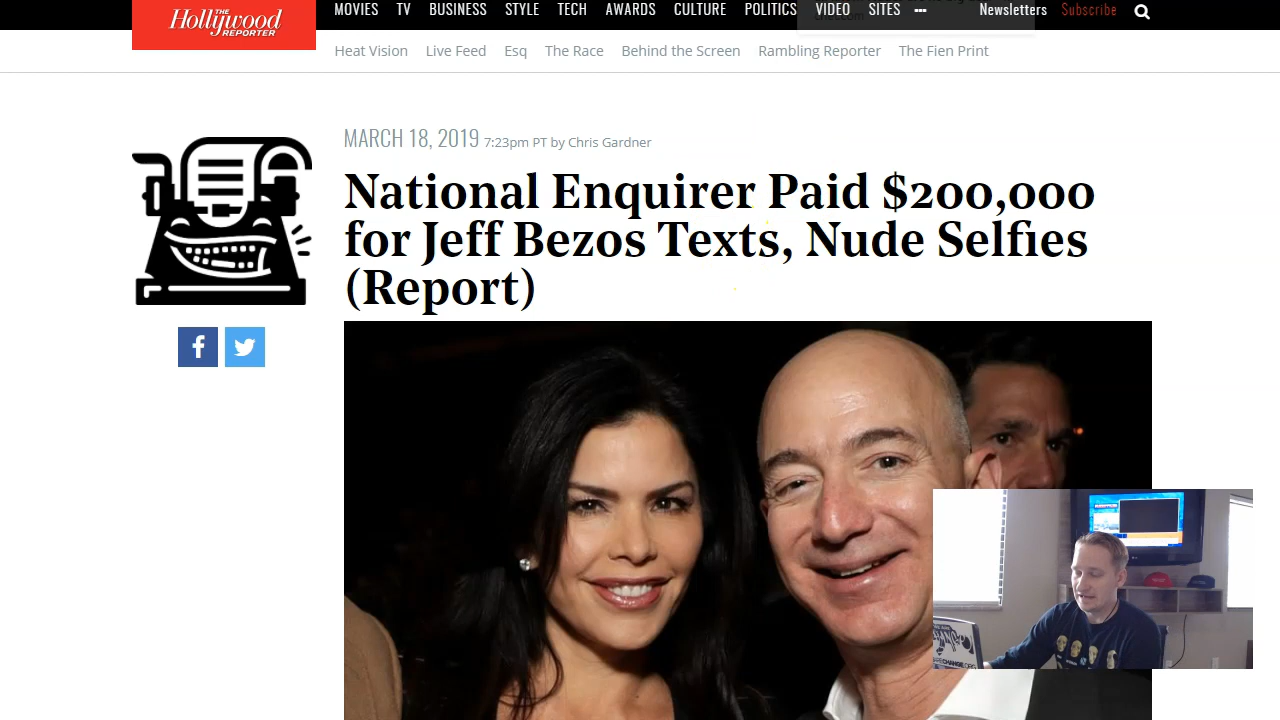 THE
Hollywood
REPORTER
MOVIES TV BUSINESS STYLE TECH AWARDS CULTURE POLITICS VIDEO SITES ••• Newsletters Subscribe
Heat Vision Live Feed Esq The Race Behind the Screen Rambling Reporter The Fien Print
MARCH 18, 2019 7:23pm PT by Chris Gardner
National Enquirer Paid $200,000
for Jeff Bezos Texts, Nude Selfies
(Report)